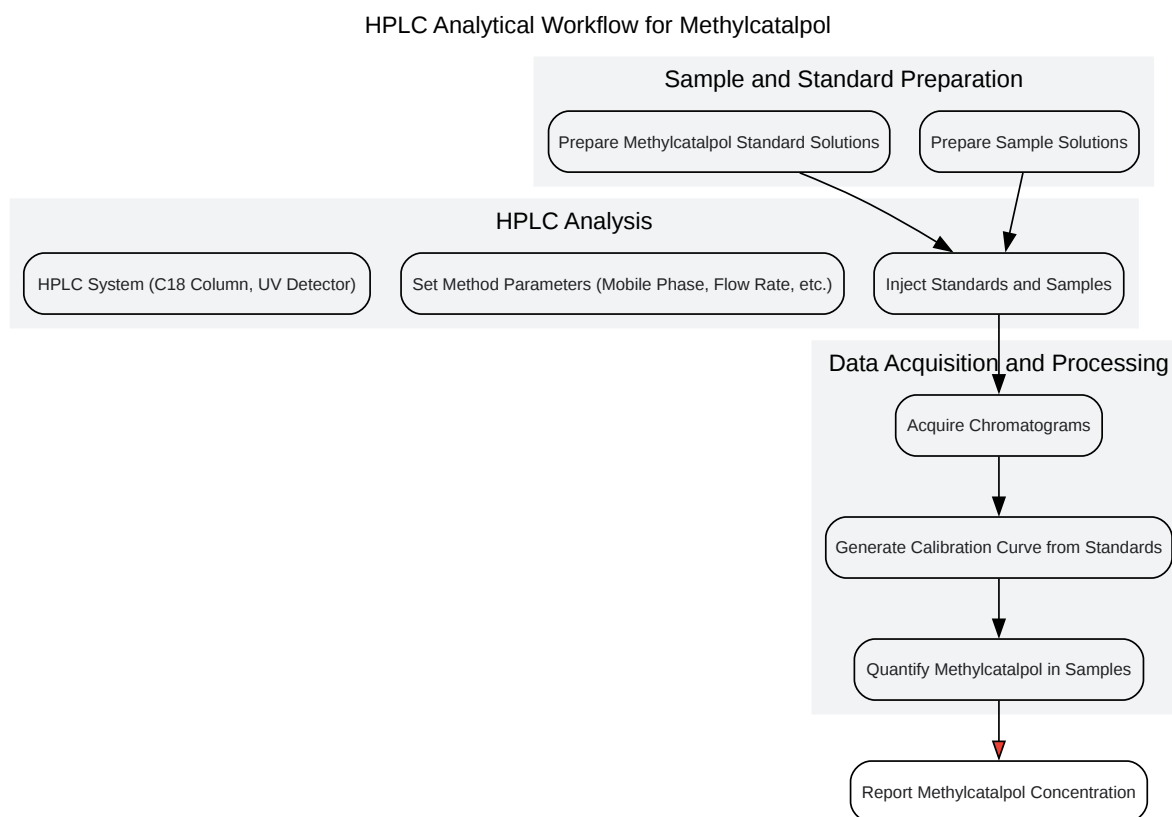 HPLC Analytical Workflow for Methylcatalpol
Sample and Standard Preparation
Prepare Methylcatalpol Standard Solutions
Prepare Sample Solutions
HPLC Analysis
HPLC System (C18 Column, UV Detector)
Set Method Parameters (Mobile Phase, Flow Rate, etc.)
Inject Standards and Samples
Data Acquisition and Processing
Acquire Chromatograms
Generate Calibration Curve from Standards
Quantify Methylcatalpol in Samples
Report Methylcatalpol Concentration